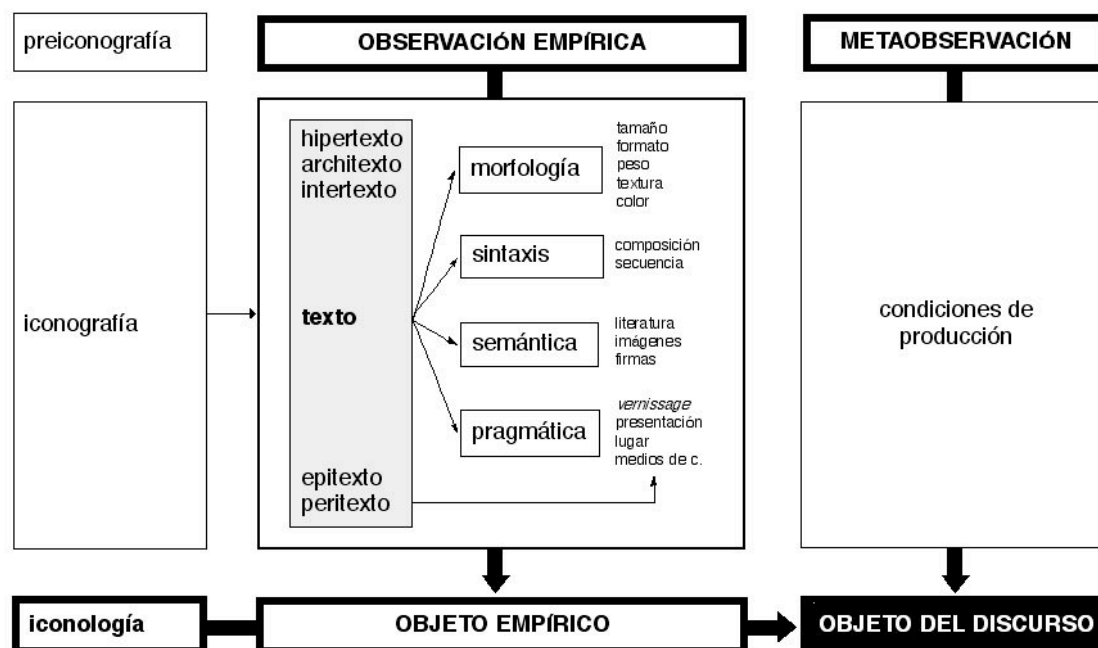 preiconografía
OBSERVACIÓN EMPÍRICA
METAOBSERVACIÓN
iconografía
hipertexto
architexto
intertexto
texto
epitexto
peritexto
morfología
tamaño
formato
peso
textura
color
sintaxis
composición
secuencia
semántica
literatura
imágenes
firmas
pragmática
vernissage
presentación
lugar
medios de c.
condiciones de
producción
iconología
OBJETO EMPÍRICO
OBJETO DEL DISCURSO